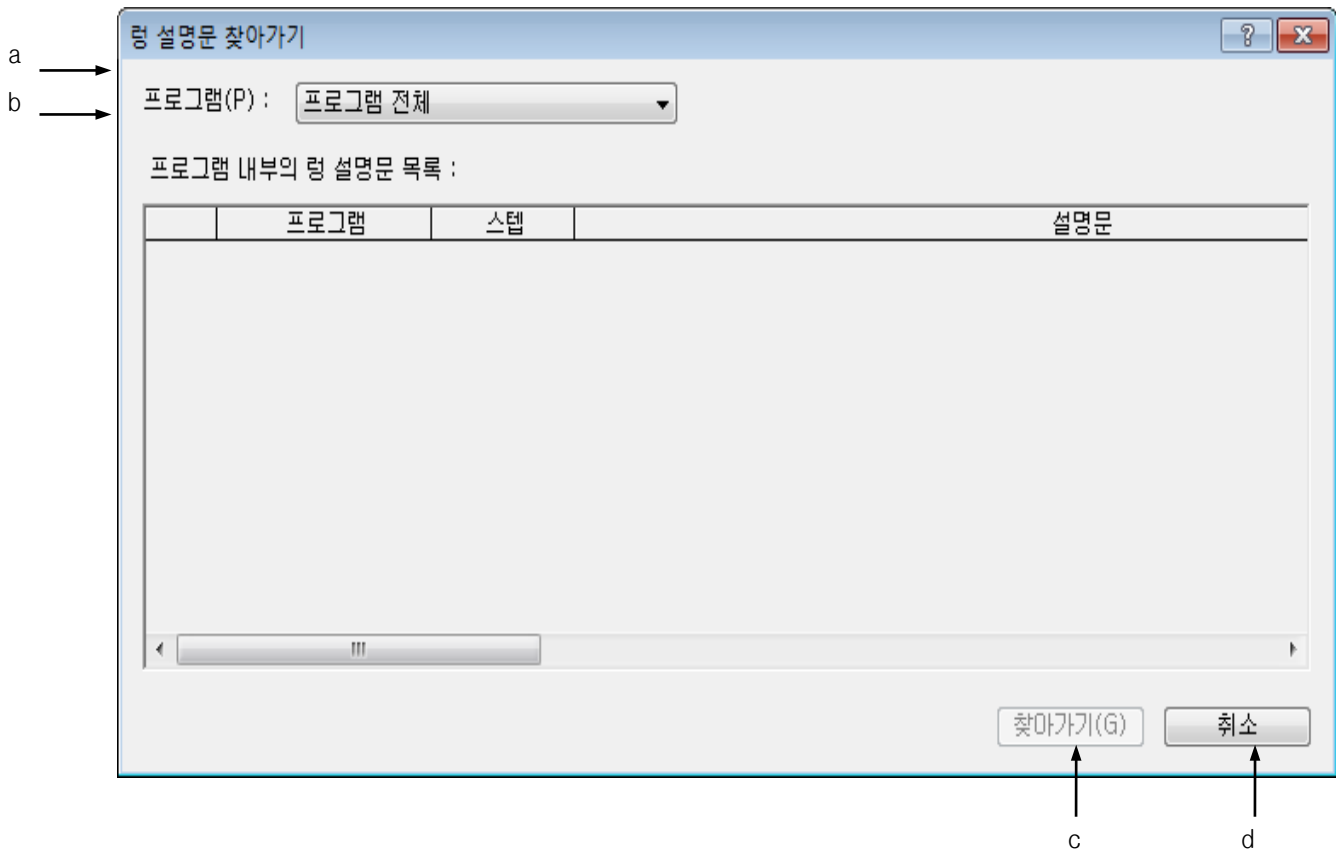 렁 설명문 찾아가기
a
프로그램(P) : 프로그램 전체
b
프로그램 내부의 렁 설명문 목록 :
프로그램 스텝 설명문
찾아가기(G) 취소
c d